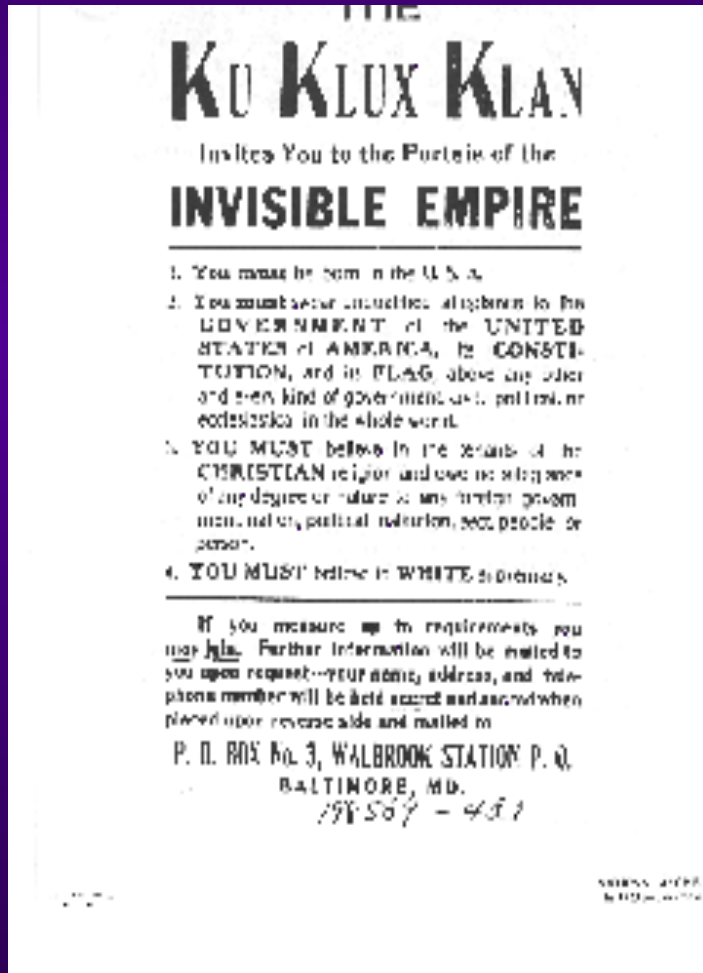 THE
KU KLUX KLAN
Invites You to the Portals of the
INVISIBLE EMPIRE
1. You must be born in the U. S. A.
2. You must swear unqualified allegiance to the
GOVERNMENT of the UNITED
STATES of AMERICA, its CONSTI-
TUTION, and its FLAG, above any other
and every kind of government, civil, political, or
ecclesiastical in the whole world.
3. YOU MUST believe in the tenants of the
CHRISTIAN religion and owe no allegiance
of any degree or nature to any foreign govern-
ment, nation, political institution, sect, people or
person.
4. YOU MUST believe in WHITE supremacy.
If you measure up to requirements you
may join. Further information will be mailed to
you upon request—your name, address, and tele-
phone number will be held secret and sacred when
placed upon reverse side and mailed to
P. O. BOX No. 3, WALBROOK STATION P. O.
BALTIMORE, MD.
198569 -